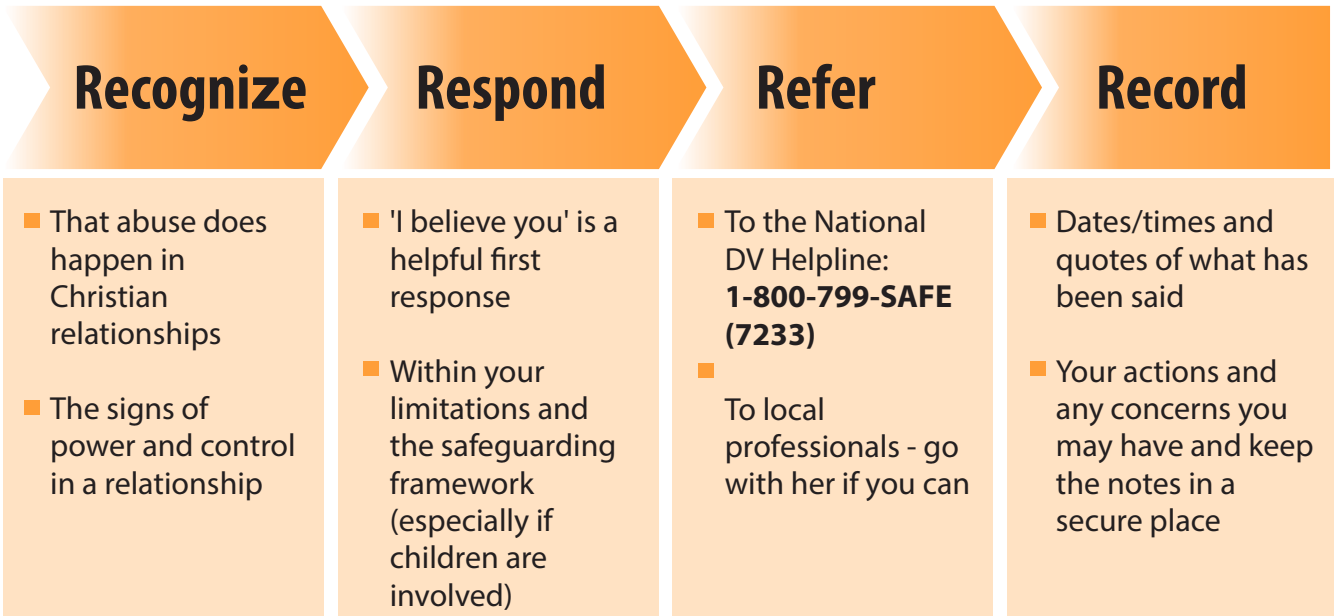 Recognize
That abuse does
happen in
Christian
relationships
The signs of
power and control
in a relationship
Respond
'I believe you' is a
helpful first
response
Within your
limitations and
the safeguarding
framework
(especially if
children are
involved)
Refer
To the National
DV Helpline:
1-800-799-SAFE
(7233)
To local
professionals - go
with her if you can
Record
Dates/times and
quotes of what has
been said
Your actions and
any concerns you
may have and keep
the notes in a
secure place